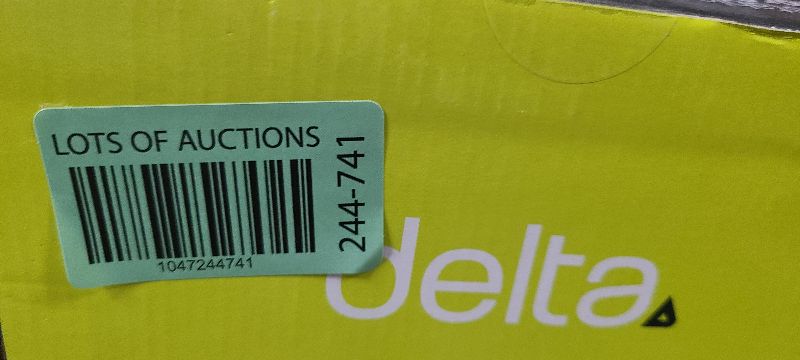 LOTS OF AUCTIONS
244-741
1047244741
delta